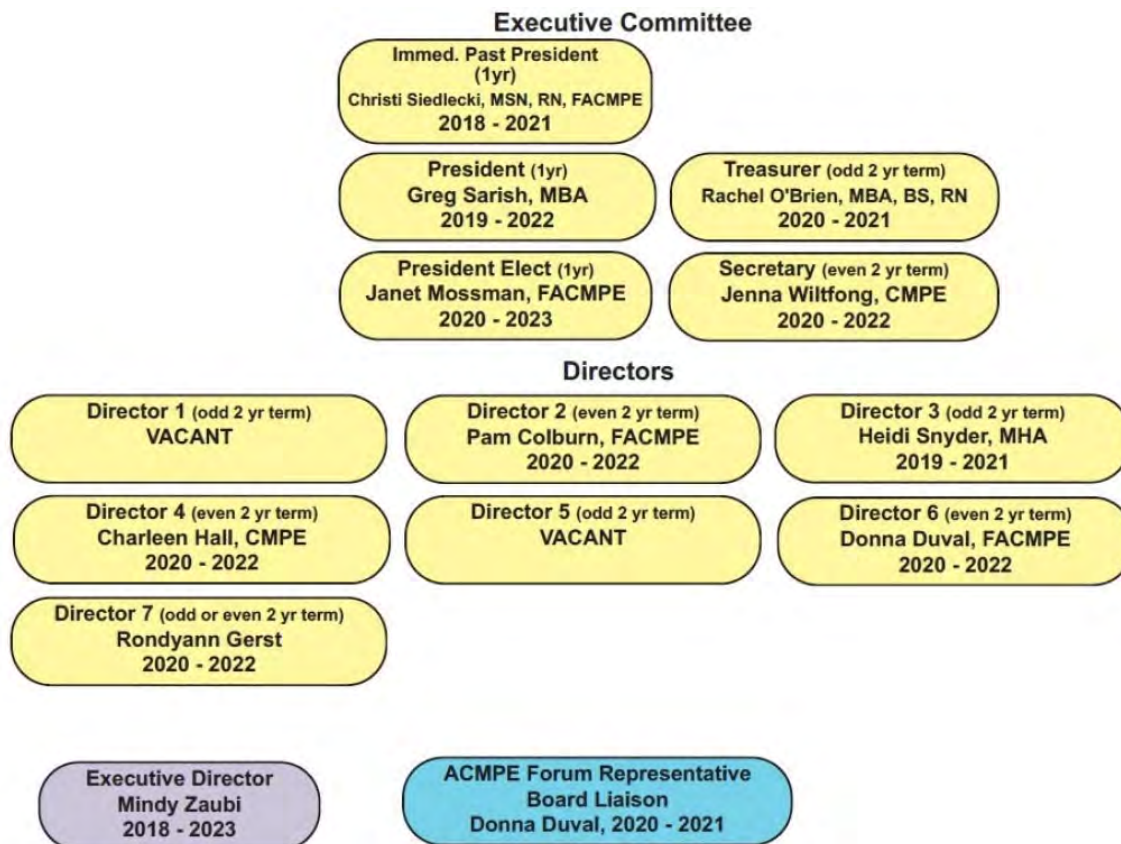 Executive Committee
Immed. Past President
(1yr)
Christi Siedlecki, MSN, RN, FACMPE
2018 - 2021
President (1yr)
Greg Sarish, MBA
2019 - 2022
Treasurer (odd 2 yr term)
Rachel O'Brien, MBA, BS, RN
2020 - 2021
President Elect (1yr)
Janet Mossman, FACMPE
2020 - 2023
Secretary (even 2 yr term)
Jenna Wiltfong, CMPE
2020 - 2022
Directors
Director 1 (odd 2 yr term)
VACANT
Director 2 (even 2 yr term)
Pam Colburn, FACMPE
2020 - 2022
Director 3 (odd 2 yr term)
Heidi Snyder, MHA
2019 - 2021
Director 4 (even 2 yr term)
Charleen Hall, CMPE
2020 - 2022
Director 5 (odd 2 yr term)
VACANT
Director 6 (even 2 yr term)
Donna Duval, FACMPE
2020 - 2022
Director 7 (odd or even 2 yr term)
Rondyann Gerst
2020 - 2022
Executive Director
Mindy Zaubi
2018 - 2023
ACMPE Forum Representative
Board Liaison
Donna Duval, 2020 - 2021